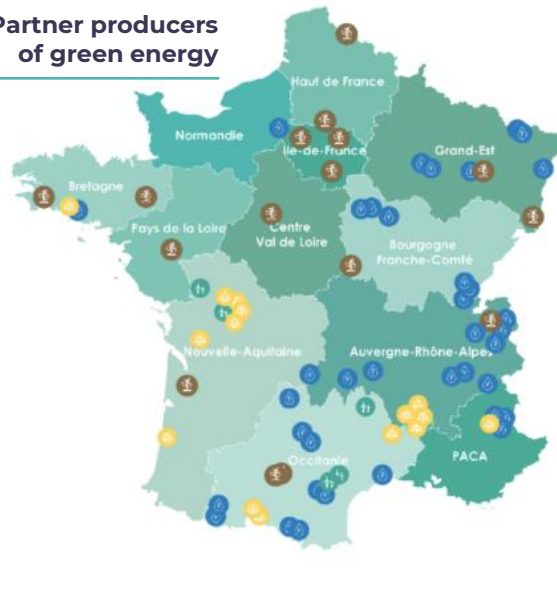 Partner producers
of green energy
Haut de France
Normandie
Ile-de-France
Grand-Est
Bretagne
Pays de la Loire
Centre
Val de Loire
Bourgogne
Franche-Comté
Nouvelle-Aquitaine
Auvergne-Rhône-Alpes
Occitanie
PACA